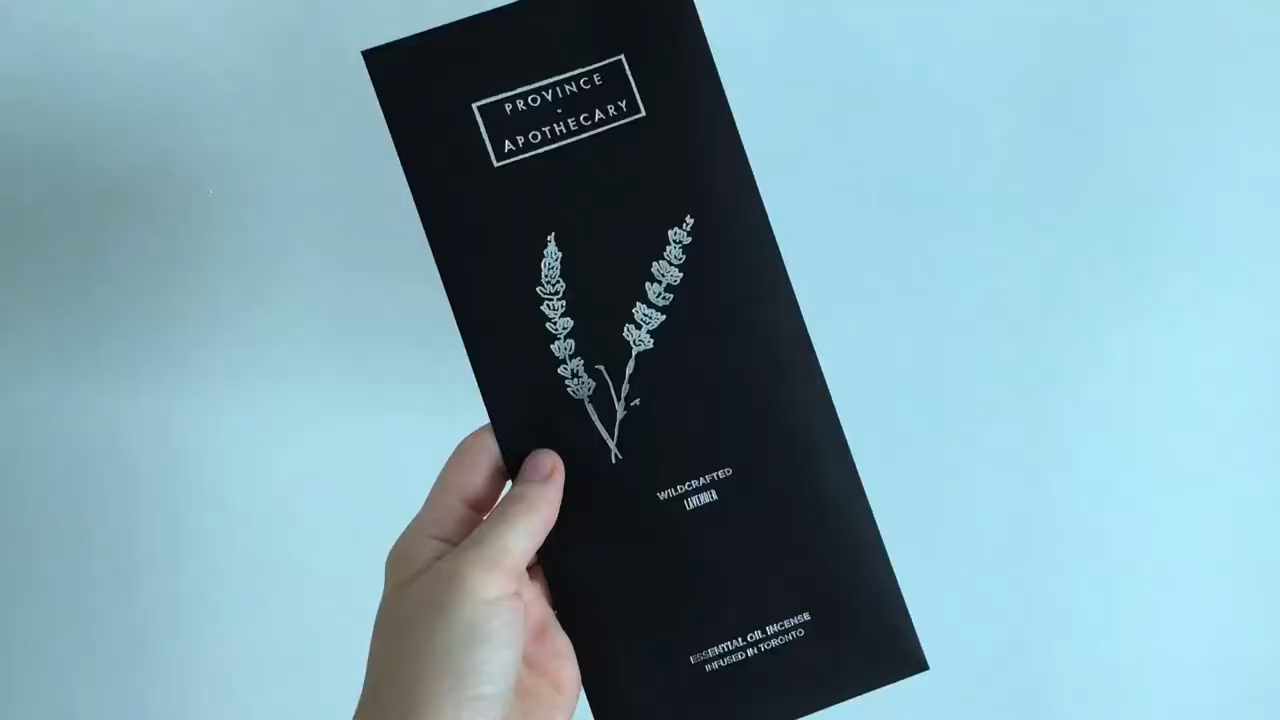 PROVINCE
-
APOTHECARY
WILDCRAFTED
LAVENDER
ESSENTIAL OIL INCENSE
INFUSED IN TORONTO